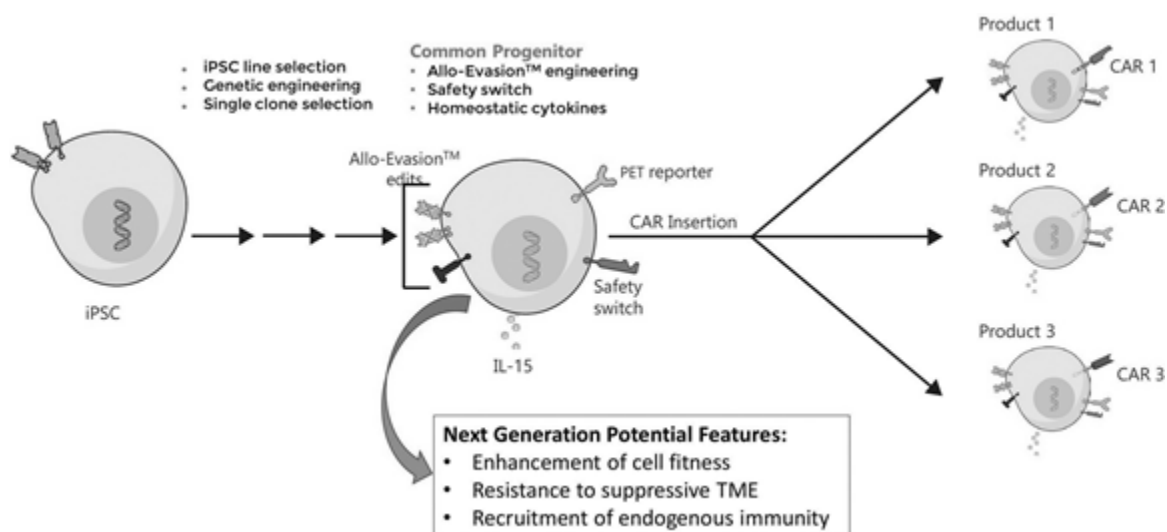 • iPSC line selection
• Genetic engineering
• Single clone selection
Common Progenitor
• Allo-Evasion™ engineering
• Safety switch
• Homeostatic cytokines
iPSC
Allo-Evasion™
edits
PET reporter
CAR Insertion
Safety
switch
IL-15
Product 1
CAR 1
Product 2
CAR 2
Product 3
CAR 3
Next Generation Potential Features:
• Enhancement of cell fitness
• Resistance to suppressive TME
• Recruitment of endogenous immunity